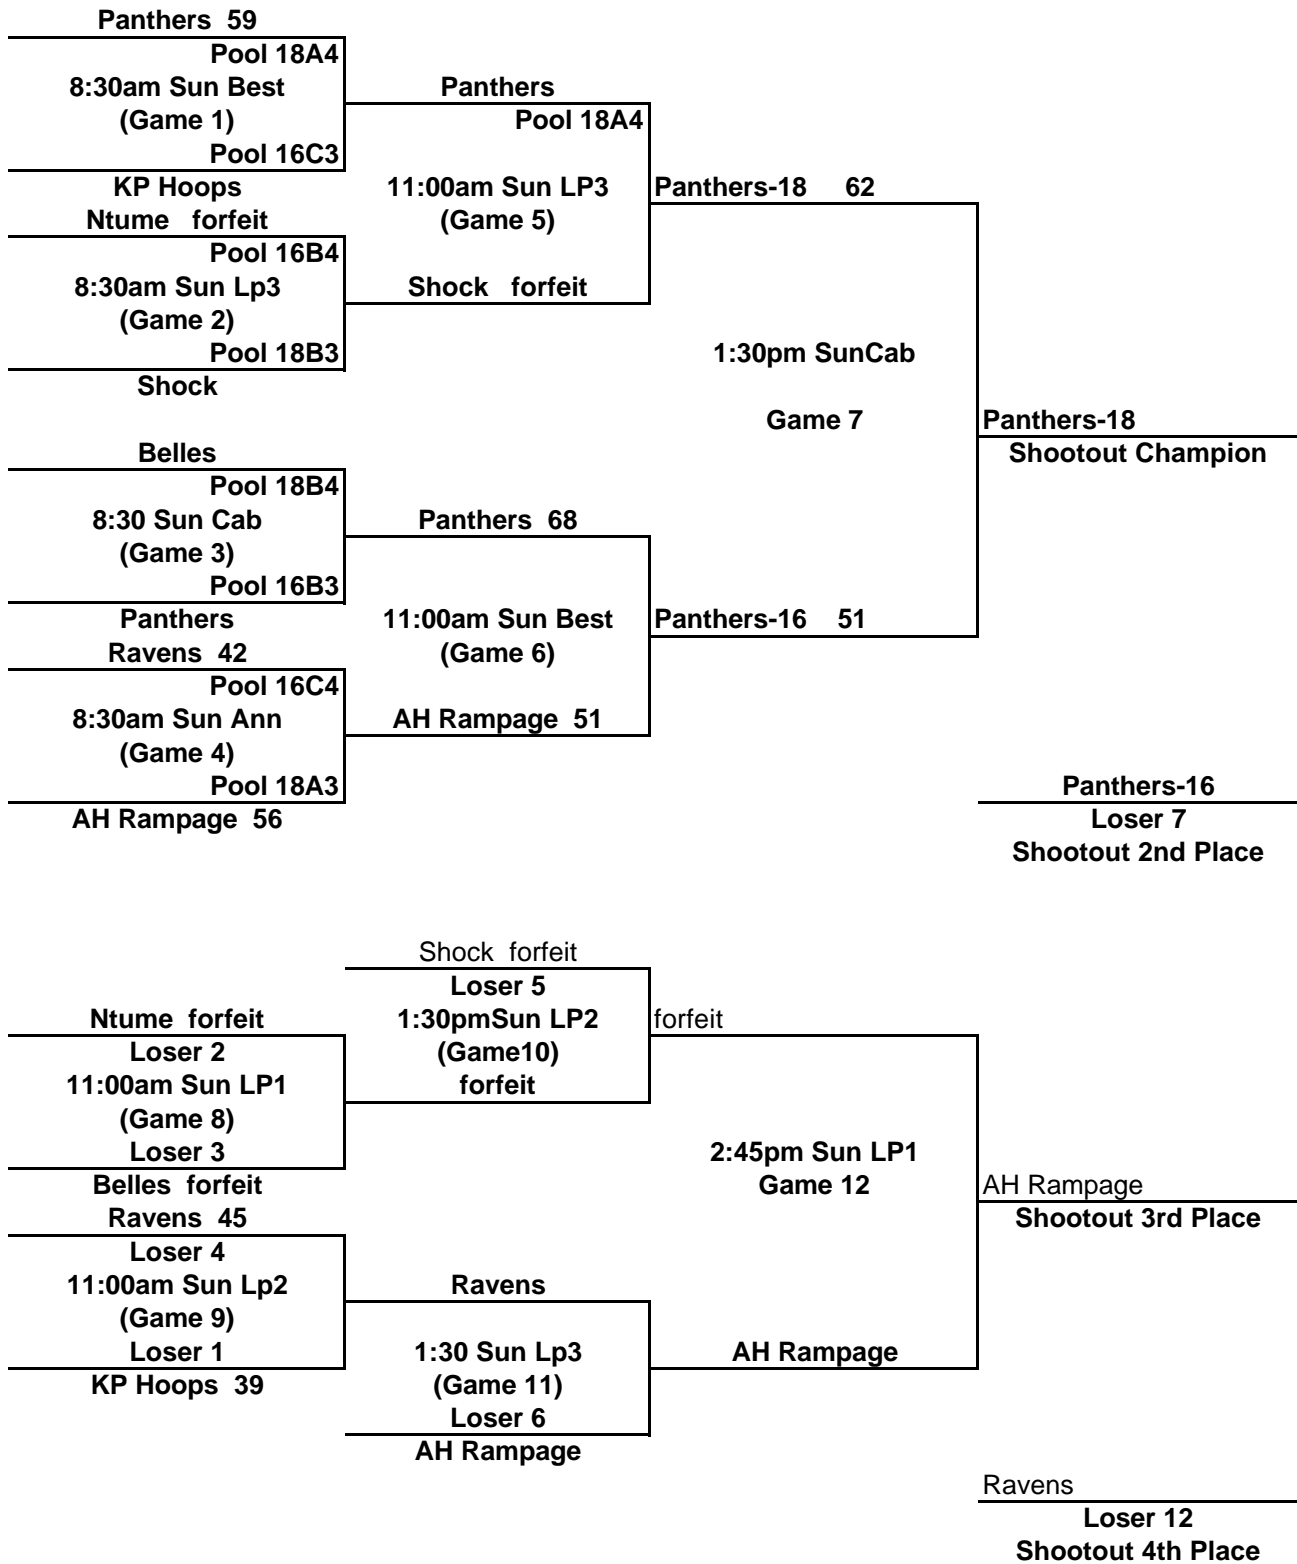 Panthers 59
Pool 18A4
8:30am Sun Best
(Game 1)
Pool 16C3
KP Hoops
Ntume forfeit
Pool 16B4
8:30am Sun Lp3
(Game 2)
Pool 18B3
Shock
Panthers
Pool 18A4
11:00am Sun LP3
(Game 5)
Shock forfeit
Panthers-18 62
1:30pm SunCab
Game 7
Panthers-18
Shootout Champion
Belles
Pool 18B4
8:30 Sun Cab
(Game 3)
Pool 16B3
Panthers
Ravens 42
Pool 16C4
8:30am Sun Ann
(Game 4)
Pool 18A3
AH Rampage 56
Panthers 68
11:00am Sun Best
(Game 6)
AH Rampage 51
Panthers-16 51
Panthers-16
Loser 7
Shootout 2nd Place
Shock forfeit
Loser 5
1:30pmSun LP2
(Game10)
forfeit
forfeit
Ntume forfeit
Loser 2
11:00am Sun LP1
(Game 8)
Loser 3
Belles forfeit
Ravens 45
Loser 4
11:00am Sun Lp2
(Game 9)
Loser 1
KP Hoops 39
Ravens
1:30 Sun Lp3
(Game 11)
Loser 6
AH Rampage
2:45pm Sun LP1
Game 12
AH Rampage
AH Rampage
Shootout 3rd Place
Ravens
Loser 12
Shootout 4th Place